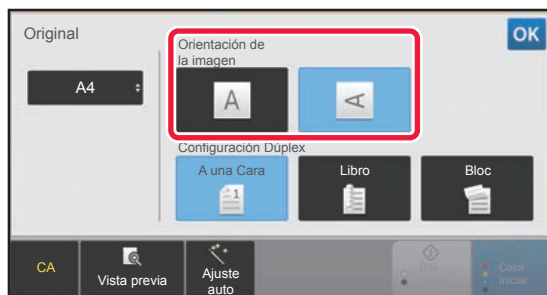 Original
OK
Orientación de
la imagen
A4
A
A
Configuración Dúplex
A una Cara
Libro
Bloc
1
CA
Vista previa
Ajuste
auto
Color
Iniciar